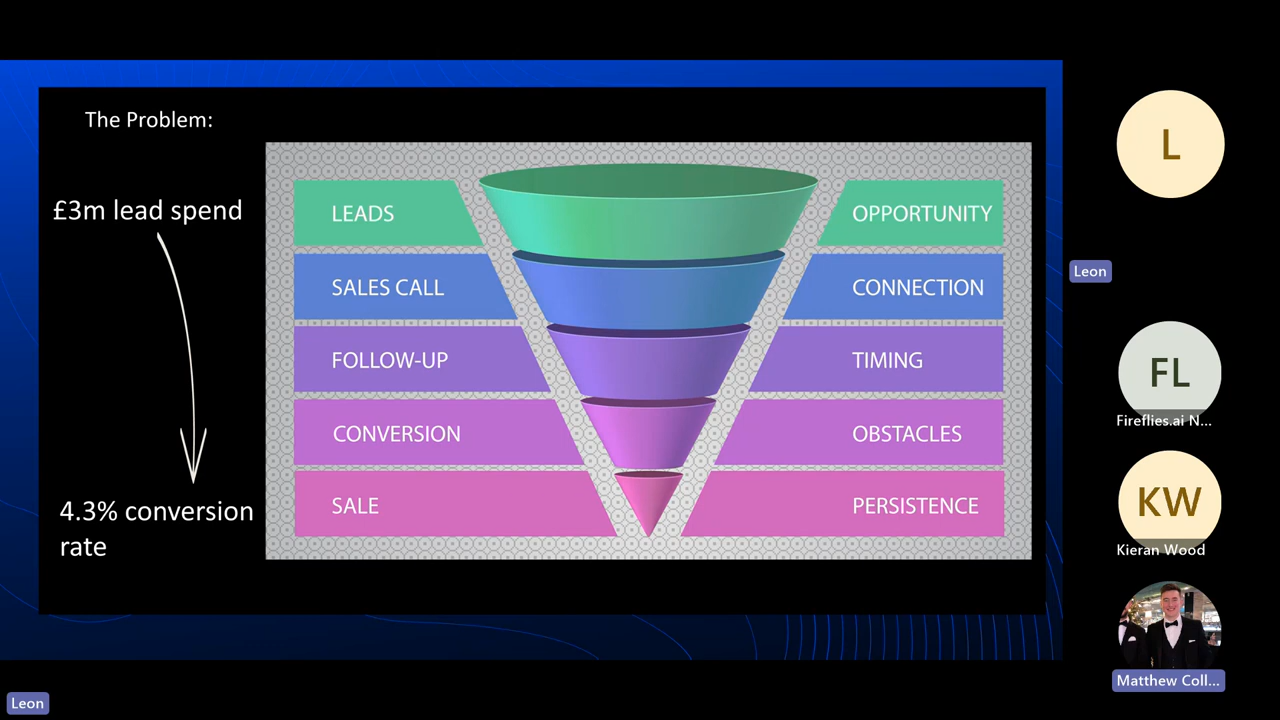 The Problem:
£3m lead spend
4.3% conversion
rate
LEADS
OPPORTUNITY
SALES CALL
CONNECTION
FOLLOW-UP
TIMING
CONVERSION
OBSTACLES
SALE
PERSISTENCE
L
Leon
FL
Fireflies.ai N...
KW
Kieran Wood
Matthew Coll...
Leon